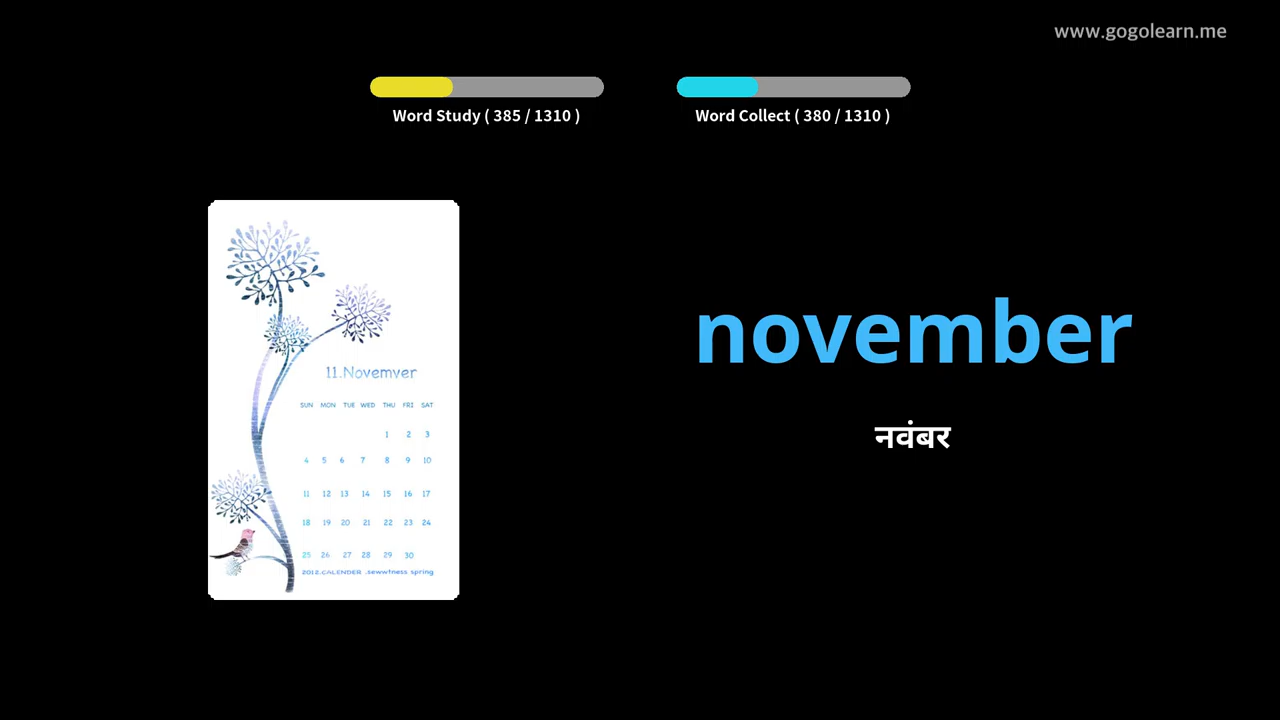 www.gogolearn.me
Word Study ( 385 / 1310 )
Word Collect ( 380 / 1310 )
11.Novemver
SUN MON TUE WED THU FRI SAT
1 2 3
4 5 6 7 8 9 10
11 12 13 14 15 16 17
18 19 20 21 22 23 24
25 26 27 28 29 30
2012.CALENDER .sewwfness spring
november
नवंबर